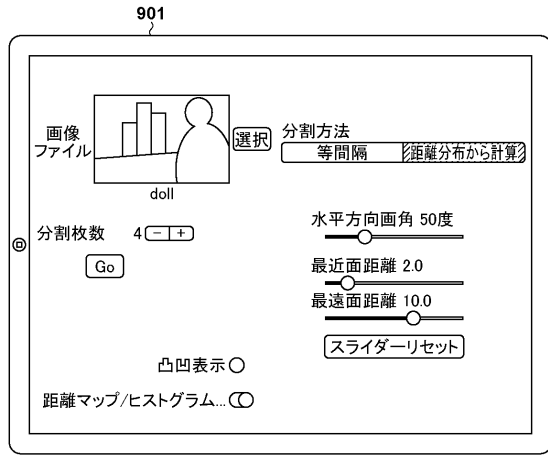 901
画像
ファイル
選択
doll
分割方法
等間隔 距離分布から計算
分割枚数 4 - +
Go
水平方向画角 50度
最近面距離 2.0
最遠面距離 10.0
スライダーリセット
凸凹表示
距離マップ/ヒストグラム...